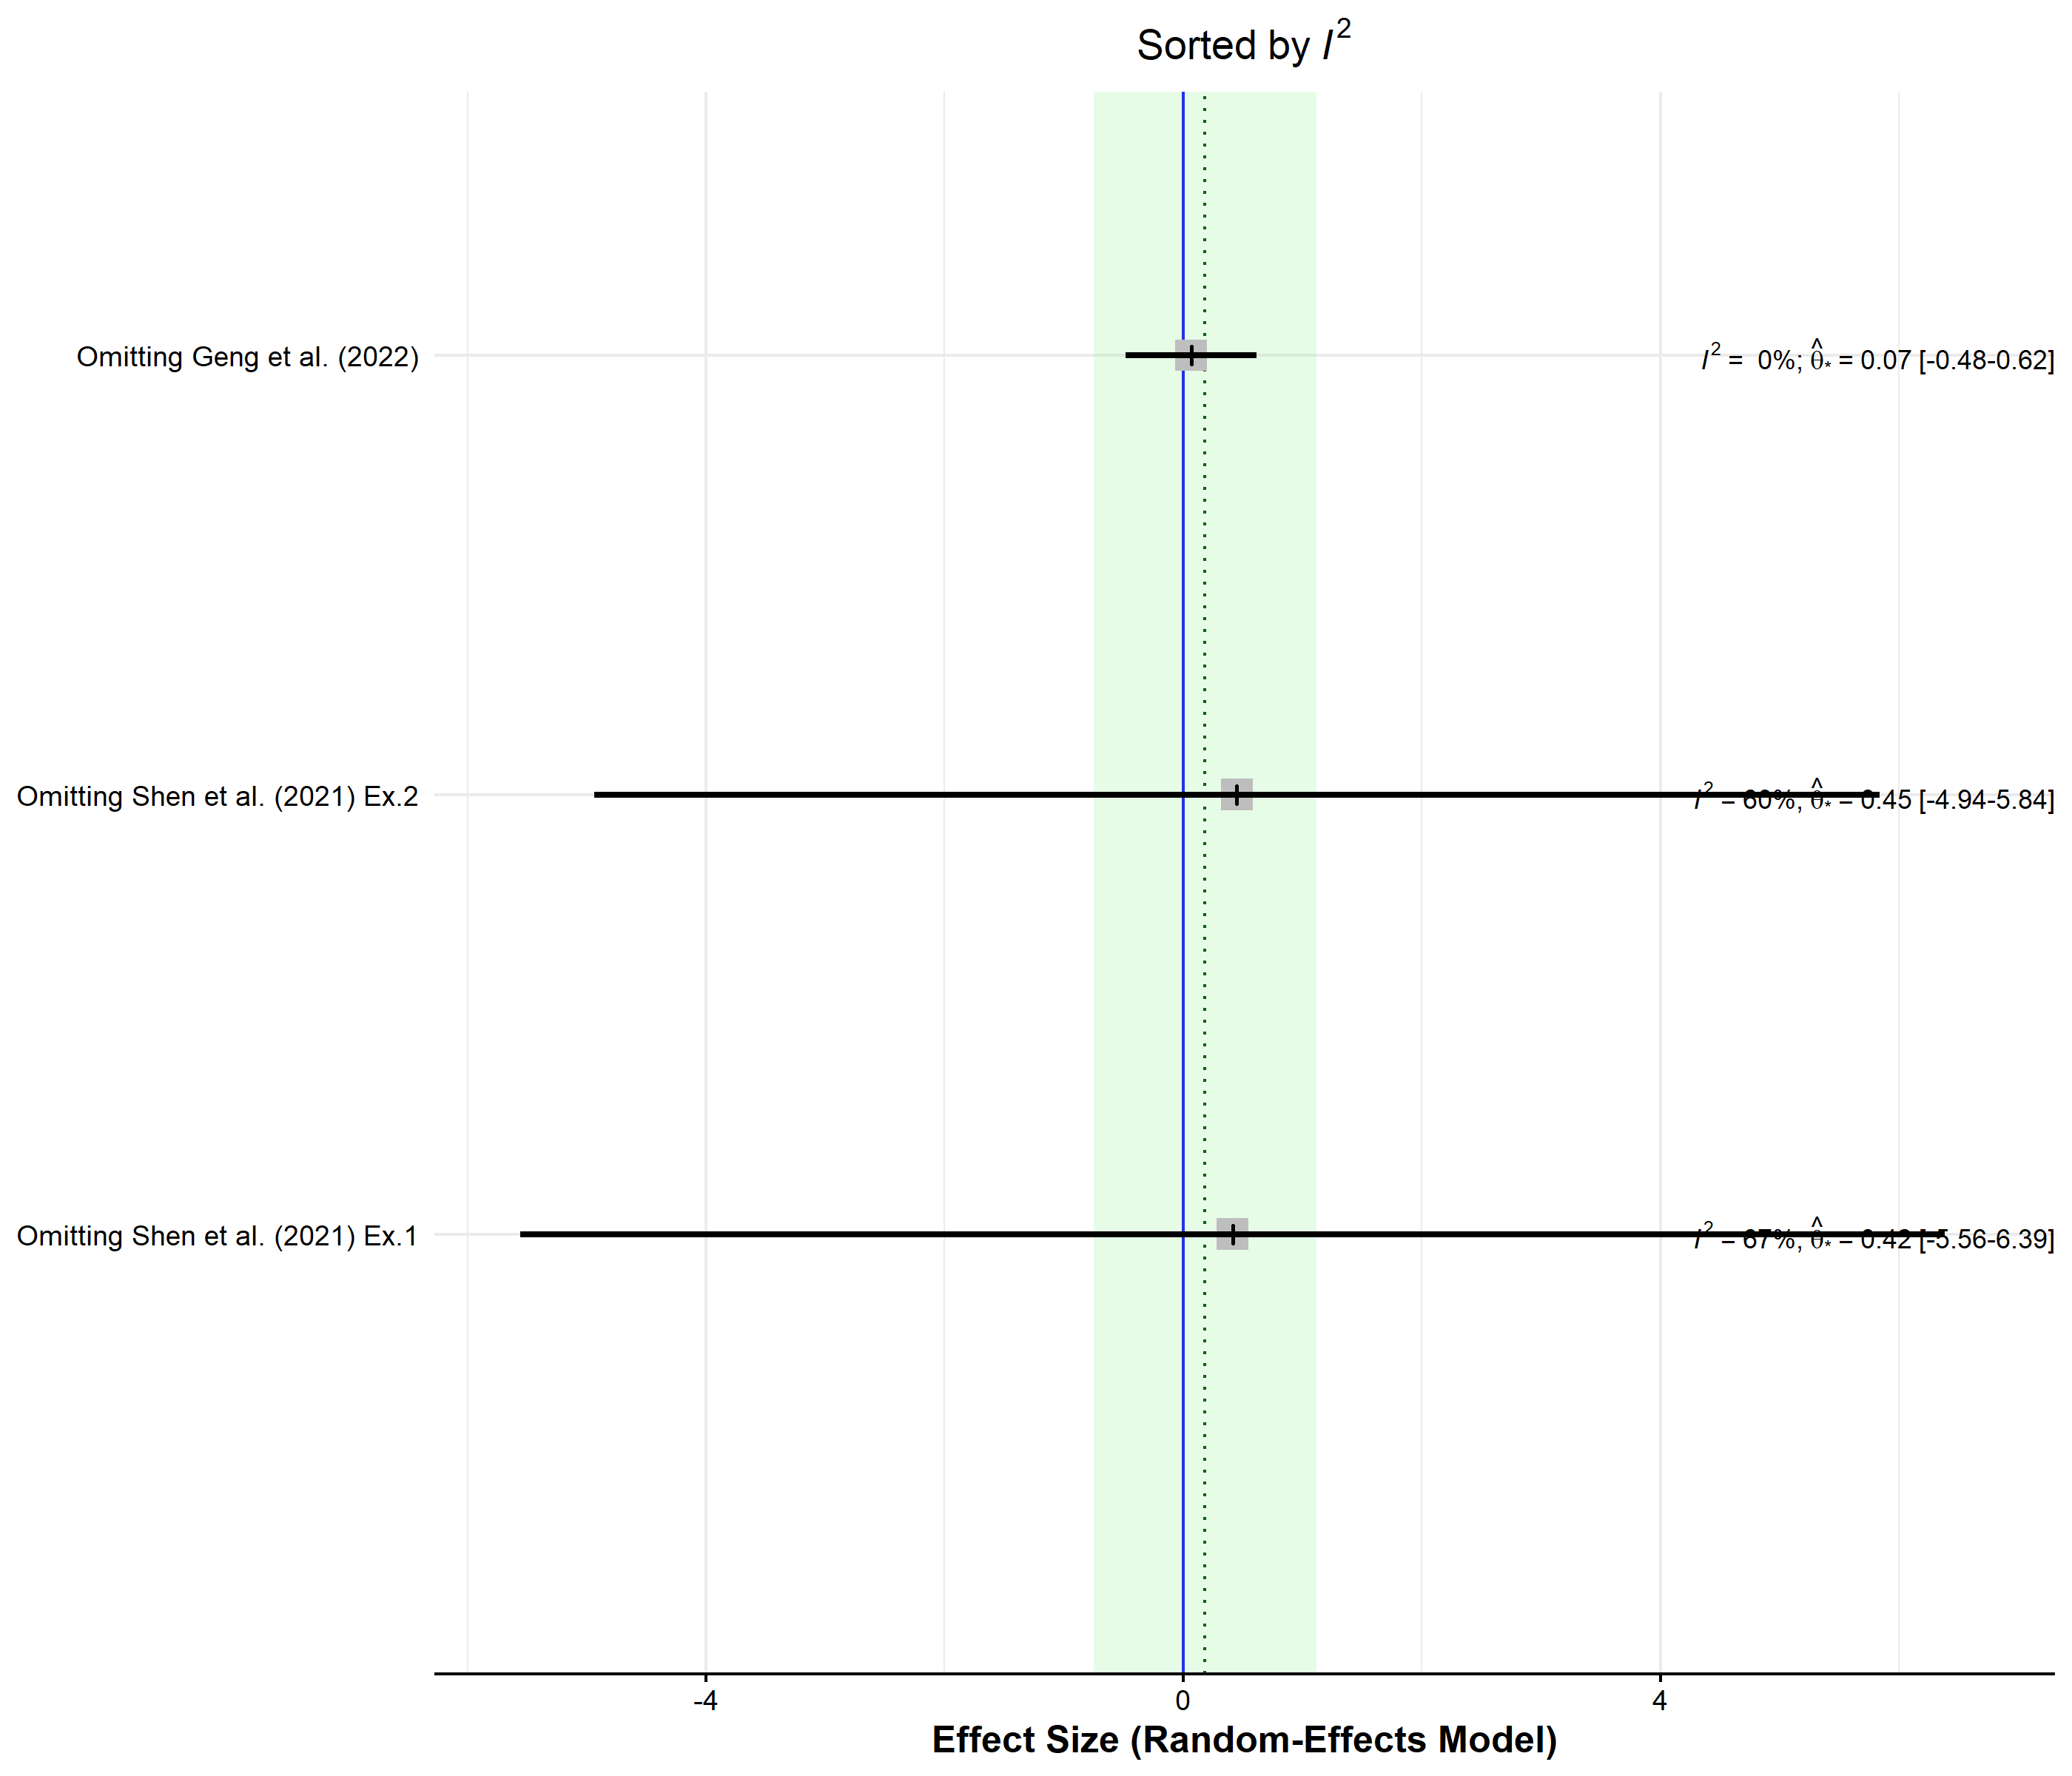 Sorted by I²
Omitting Geng et al. (2022) I² = 0%; θ̂* = 0.07 [-0.48-0.62]
Omitting Shen et al. (2021) Ex.2 I² = 60%; θ̂* = 0.45 [-4.94-5.84]
Omitting Shen et al. (2021) Ex.1 I² = 67%; θ̂* = 0.42 [-5.56-6.39]
-4 0 4
Effect Size (Random-Effects Model)